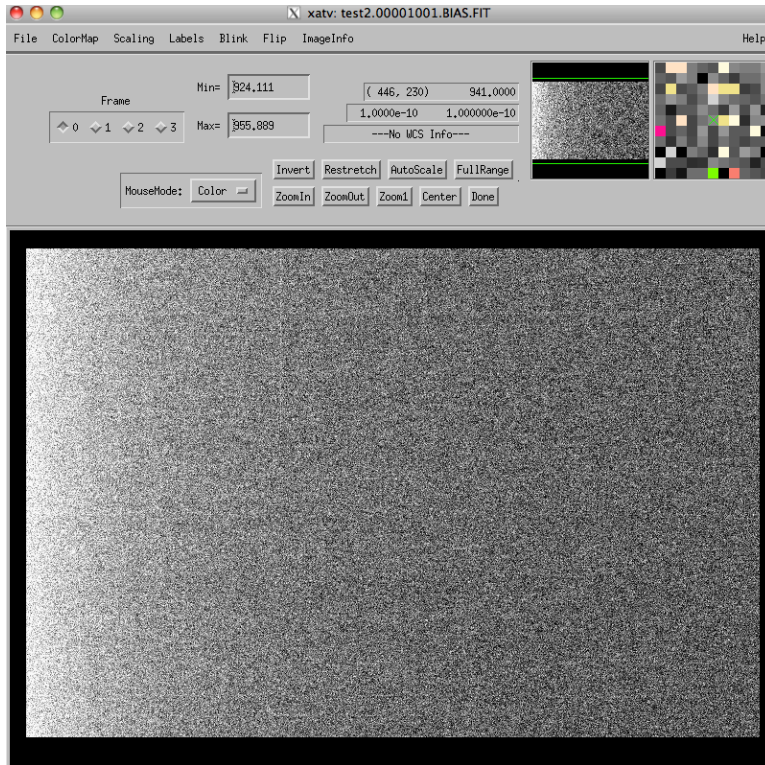 xatv: test2.00001001.BIAS.FIT
File ColorMap Scaling Labels Blink Flip ImageInfo Help
Frame
0 1 2 3
Min= 924.111
Max= 955.889
( 446, 230) 941.0000
1.0000e-10 1.000000e-10
---No WCS Info---
Invert Restretch AutoScale FullRange
MouseMode: Color
ZoomIn ZoomOut Zoom1 Center Done